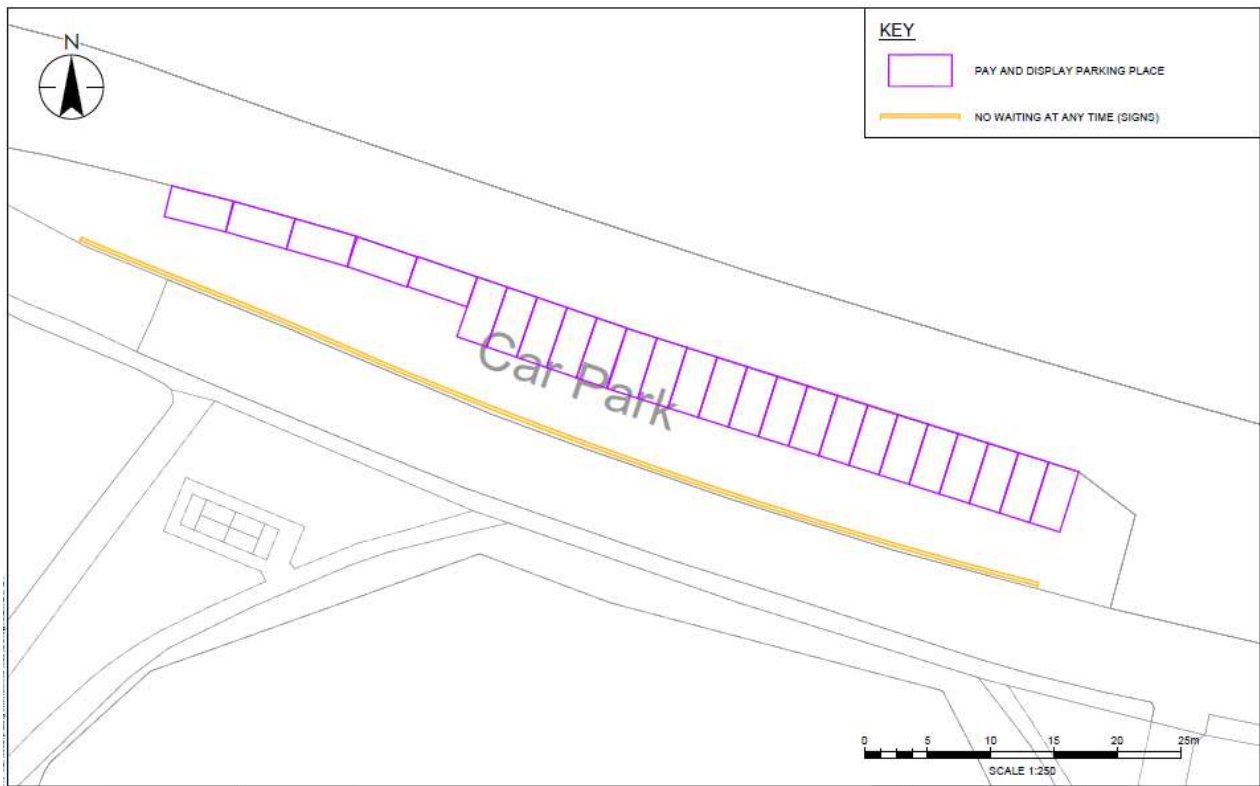 N
KEY
PAY AND DISPLAY PARKING PLACE
NO WAITING AT ANY TIME (SIGNS)
Car Park
0 5 10 15 20 25m
SCALE 1:250